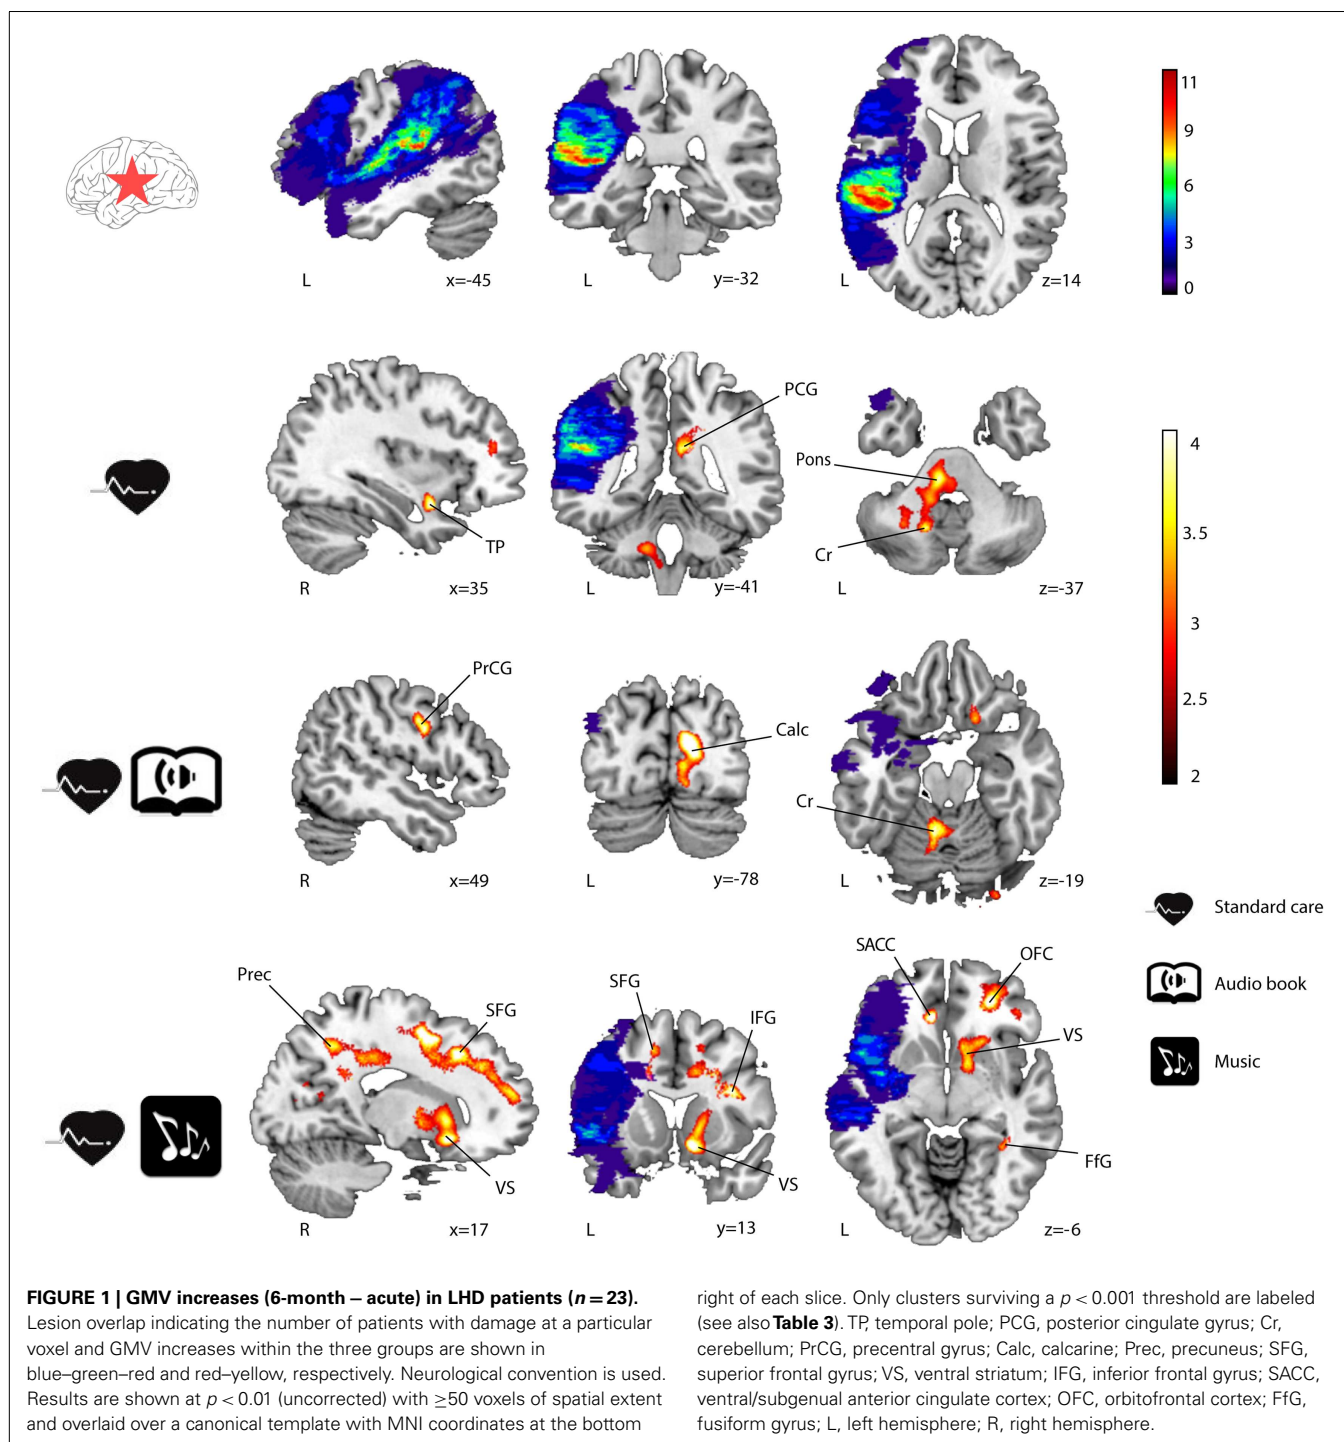 11
9
6
3
0
L
x=-45
L
y=-32
L
z=14
PCG
Pons
TP
Cr
R
x=35
L
y=-41
L
z=-37
4
3.5
3
2.5
2
PrCG
Calc
Cr
R
x=49
L
y=-78
L
z=-19
Standard care
Audio book
Music
Prec
SFG
SFG
IFG
SACC
OFC
VS
VS
VS
FfG
R
x=17
L
y=13
L
z=-6
FIGURE 1 | GMV increases (6-month – acute) in LHD patients (n = 23).
Lesion overlap indicating the number of patients with damage at a particular
voxel and GMV increases within the three groups are shown in
blue–green–red and red–yellow, respectively. Neurological convention is used.
Results are shown at p < 0.01 (uncorrected) with ≥50 voxels of spatial extent
and overlaid over a canonical template with MNI coordinates at the bottom
right of each slice. Only clusters surviving a p < 0.001 threshold are labeled
(see also Table 3). TP, temporal pole; PCG, posterior cingulate gyrus; Cr,
cerebellum; PrCG, precentral gyrus; Calc, calcarine; Prec, precuneus; SFG,
superior frontal gyrus; VS, ventral striatum; IFG, inferior frontal gyrus; SACC,
ventral/subgenual anterior cingulate cortex; OFC, orbitofrontal cortex; FfG,
fusiform gyrus; L, left hemisphere; R, right hemisphere.